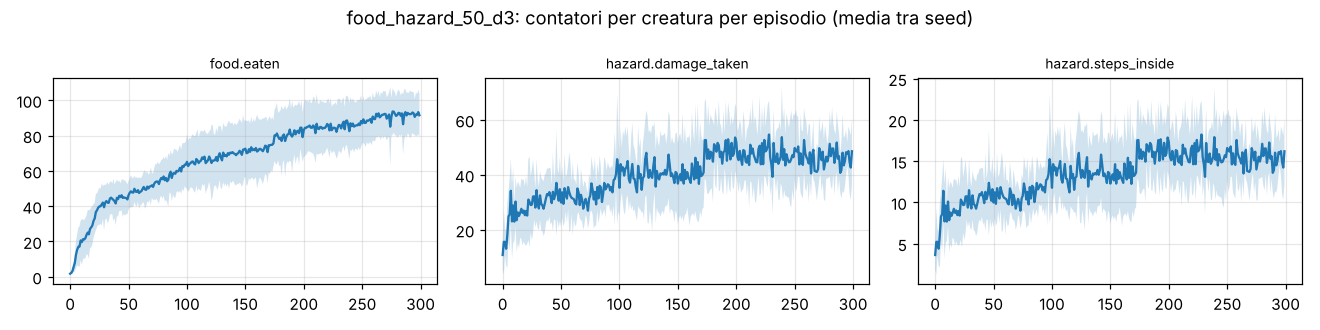 food_hazard_50_d3: contatori per creatura per episodio (media tra seed)
food.eaten
hazard.damage_taken
hazard.steps_inside
100
80
60
40
20
0
0 50 100 150 200 250 300
60
40
20
0 50 100 150 200 250 300
25
20
15
10
5
0 50 100 150 200 250 300